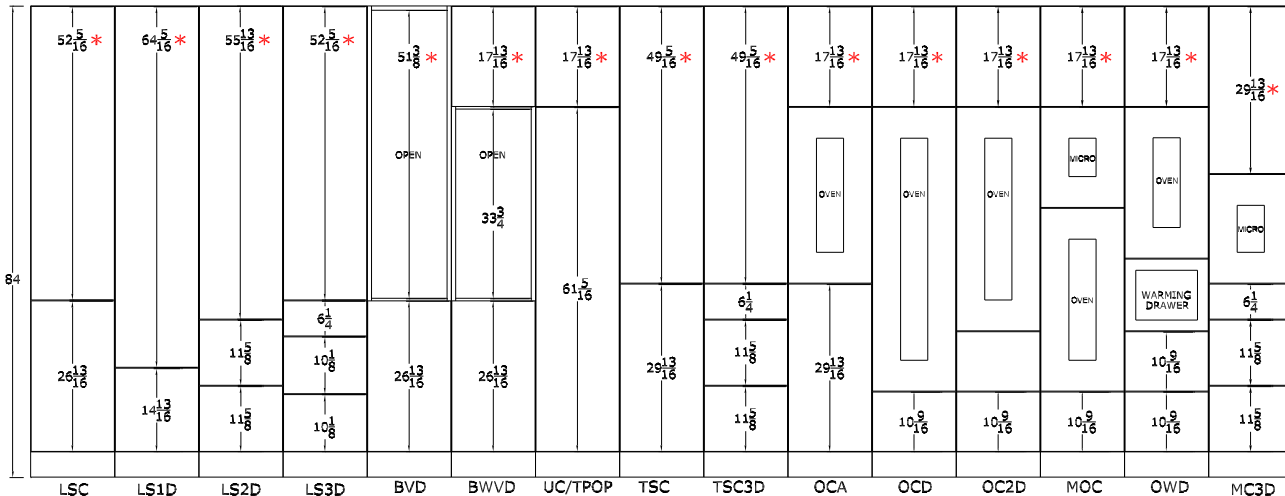 52 5/16 * 64 5/16 * 55 13/16 * 52 5/16 * 51 3/8 * 17 13/16 * 17 13/16 * 49 5/16 * 49 5/16 * 17 13/16 * 17 13/16 * 17 13/16 * 17 13/16 * 17 13/16 *
29 13/16 *
OPEN OPEN MICRO
OVEN OVEN OVEN OVEN
33 3/4 MICRO
84
61 5/16 6 1/4 OVEN WARMING 6 1/4
DRAWER
6 1/4
11 5/8 10 1/8 11 5/8 10 9/16 11 5/8
26 13/16 26 13/16 26 13/16 29 13/16 29 13/16
14 13/16 11 5/8 10 1/8 11 5/8 10 9/16 10 9/16 10 9/16 10 9/16 11 5/8
LSC LS1D LS2D LS3D BVD BWVD UC/TPOP TSC TSC3D OCA OCD OC2D MOC OWD MC3D